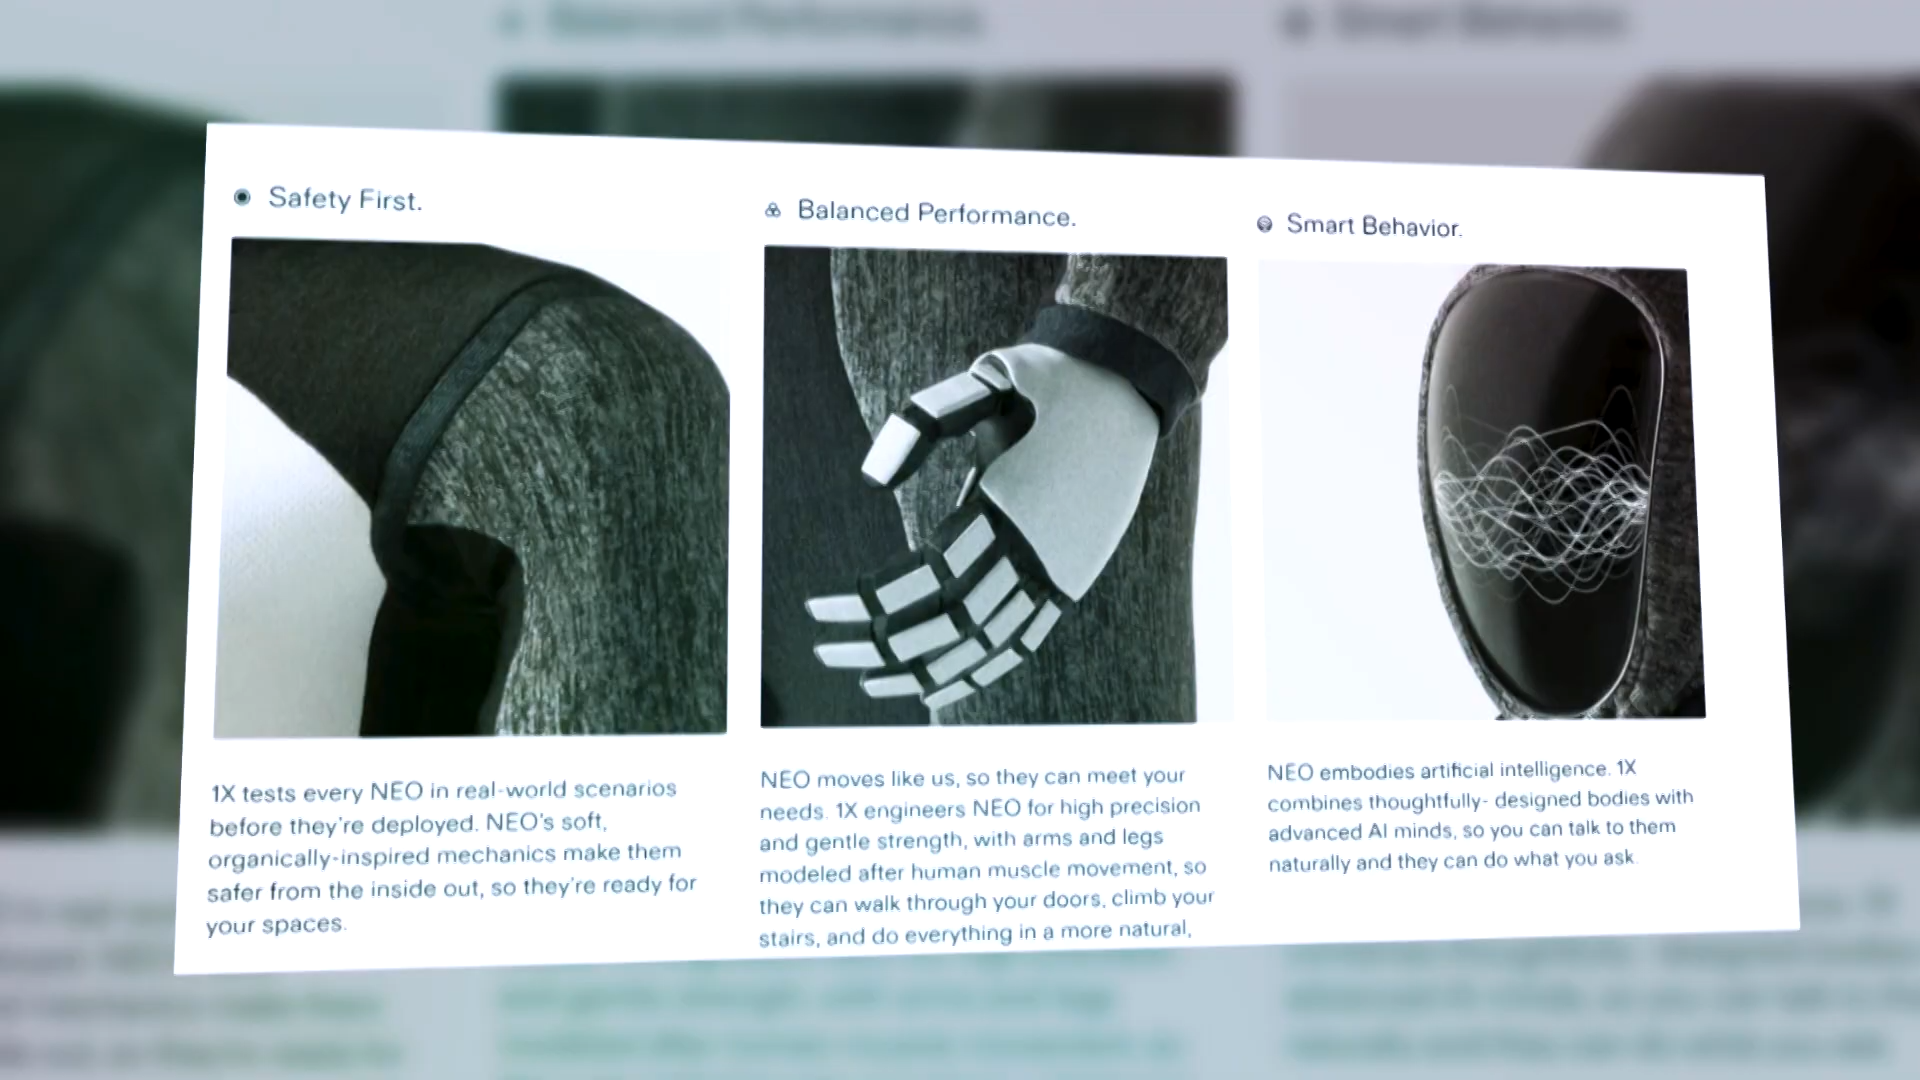 Safety First.
1X tests every NEO in real-world scenarios
before they're deployed. NEO's soft,
organically-inspired mechanics make them
safer from the inside out, so they're ready for
your spaces.
Balanced Performance.
NEO moves like us, so they can meet your
needs. 1X engineers NEO for high precision
and gentle strength, with arms and legs
modeled after human muscle movement, so
they can walk through your doors, climb your
stairs, and do everything in a more natural,
Smart Behavior.
NEO embodies artificial intelligence. 1X
combines thoughtfully- designed bodies with
advanced AI minds, so you can talk to them
naturally and they can do what you ask.